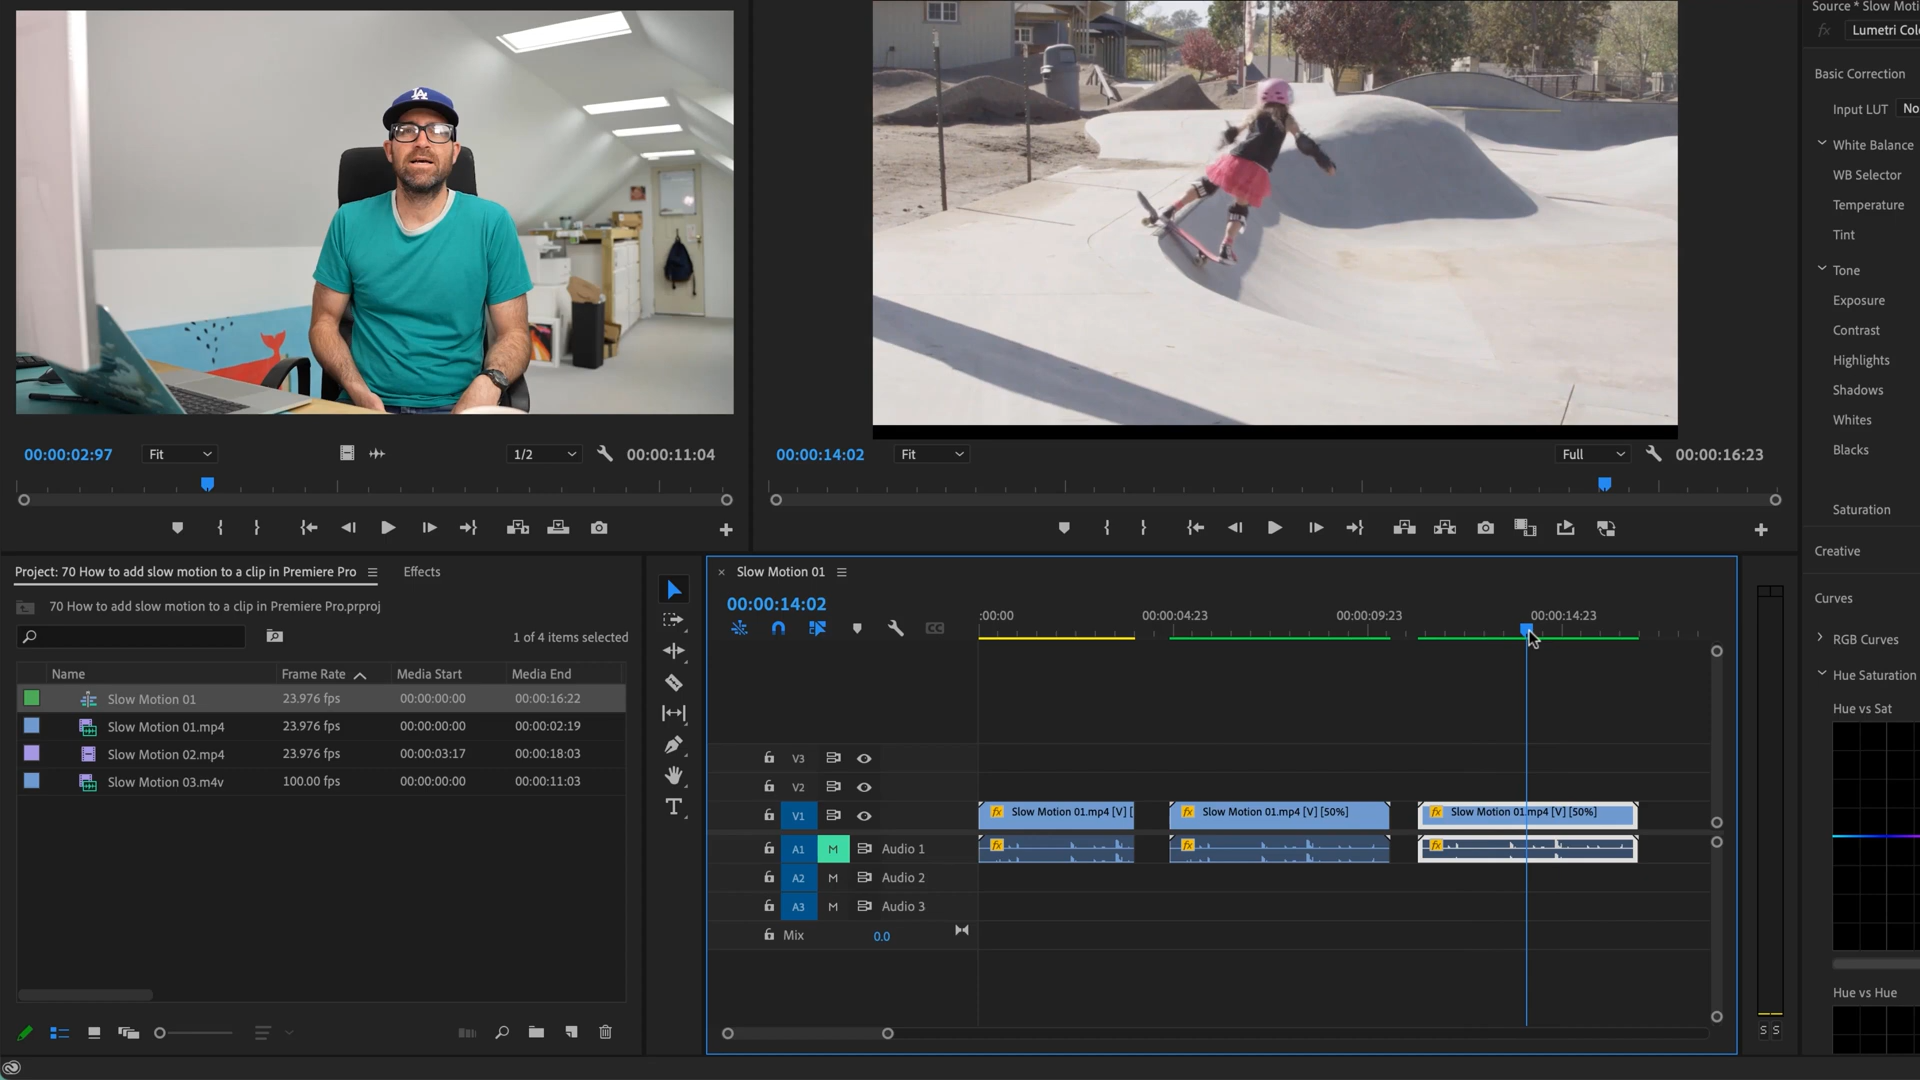 LA
Source * Slow Moti
fx Lumetri Col
Basic Correction
Input LUT No
White Balance
WB Selector
Temperature
Tint
Tone
Exposure
Contrast
Highlights
Shadows
Whites
Blacks
Saturation
Creative
Curves
RGB Curves
Hue Saturation
Hue vs Sat
Hue vs Hue
00:00:02:97 Fit 1/2 00:00:11:04
00:00:14:02 Fit Full 00:00:16:23
Project: 70 How to add slow motion to a clip in Premiere Pro Effects
70 How to add slow motion to a clip in Premiere Pro.prproj
1 of 4 items selected
Name Frame Rate Media Start Media End
Slow Motion 01 23.976 fps 00:00:00:00 00:00:16:22
Slow Motion 01.mp4 23.976 fps 00:00:00:00 00:00:02:19
Slow Motion 02.mp4 23.976 fps 00:00:03:17 00:00:18:03
Slow Motion 03.m4v 100.00 fps 00:00:00:00 00:00:11:03
T
× Slow Motion 01
00:00:14:02
:00:00 00:00:04:23 00:00:09:23 00:00:14:23
CC
V3
V2
V1 fx Slow Motion 01.mp4 [V] [ fx Slow Motion 01.mp4 [V] [50%] fx Slow Motion 01.mp4 [V] [50%]
A1 M Audio 1 fx fx fx
A2 M Audio 2
A3 M Audio 3
Mix 0.0
S S